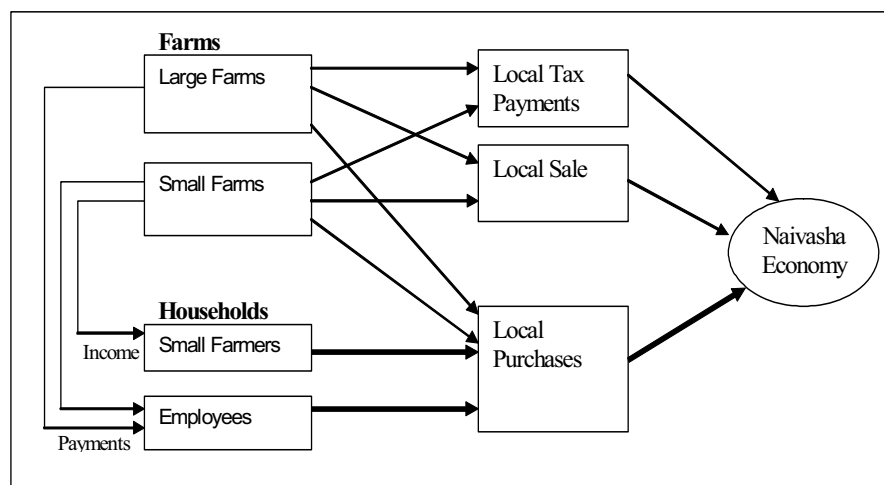 Farms
Large Farms
Small Farms
Households
Small Farmers
Income
Employees
Payments
Local Tax
Payments
Local Sale
Local
Purchases
Naivasha
Economy